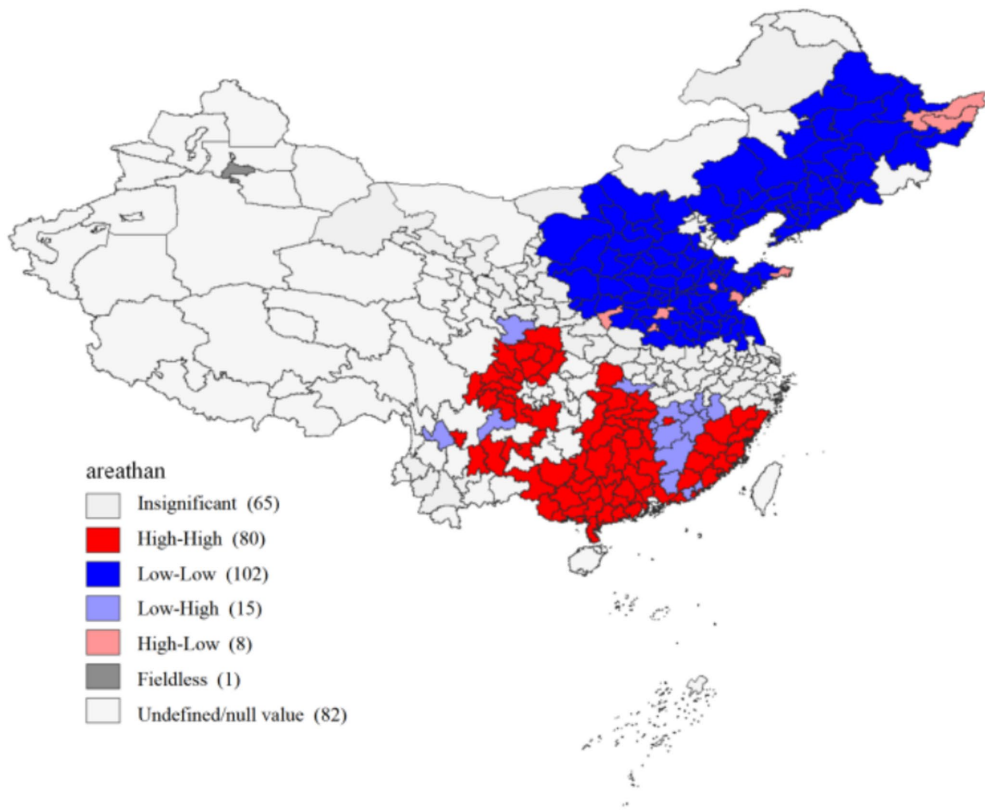 areathan
Insignificant (65)
High-High (80)
Low-Low (102)
Low-High (15)
High-Low (8)
Fieldless (1)
Undefined/null value (82)